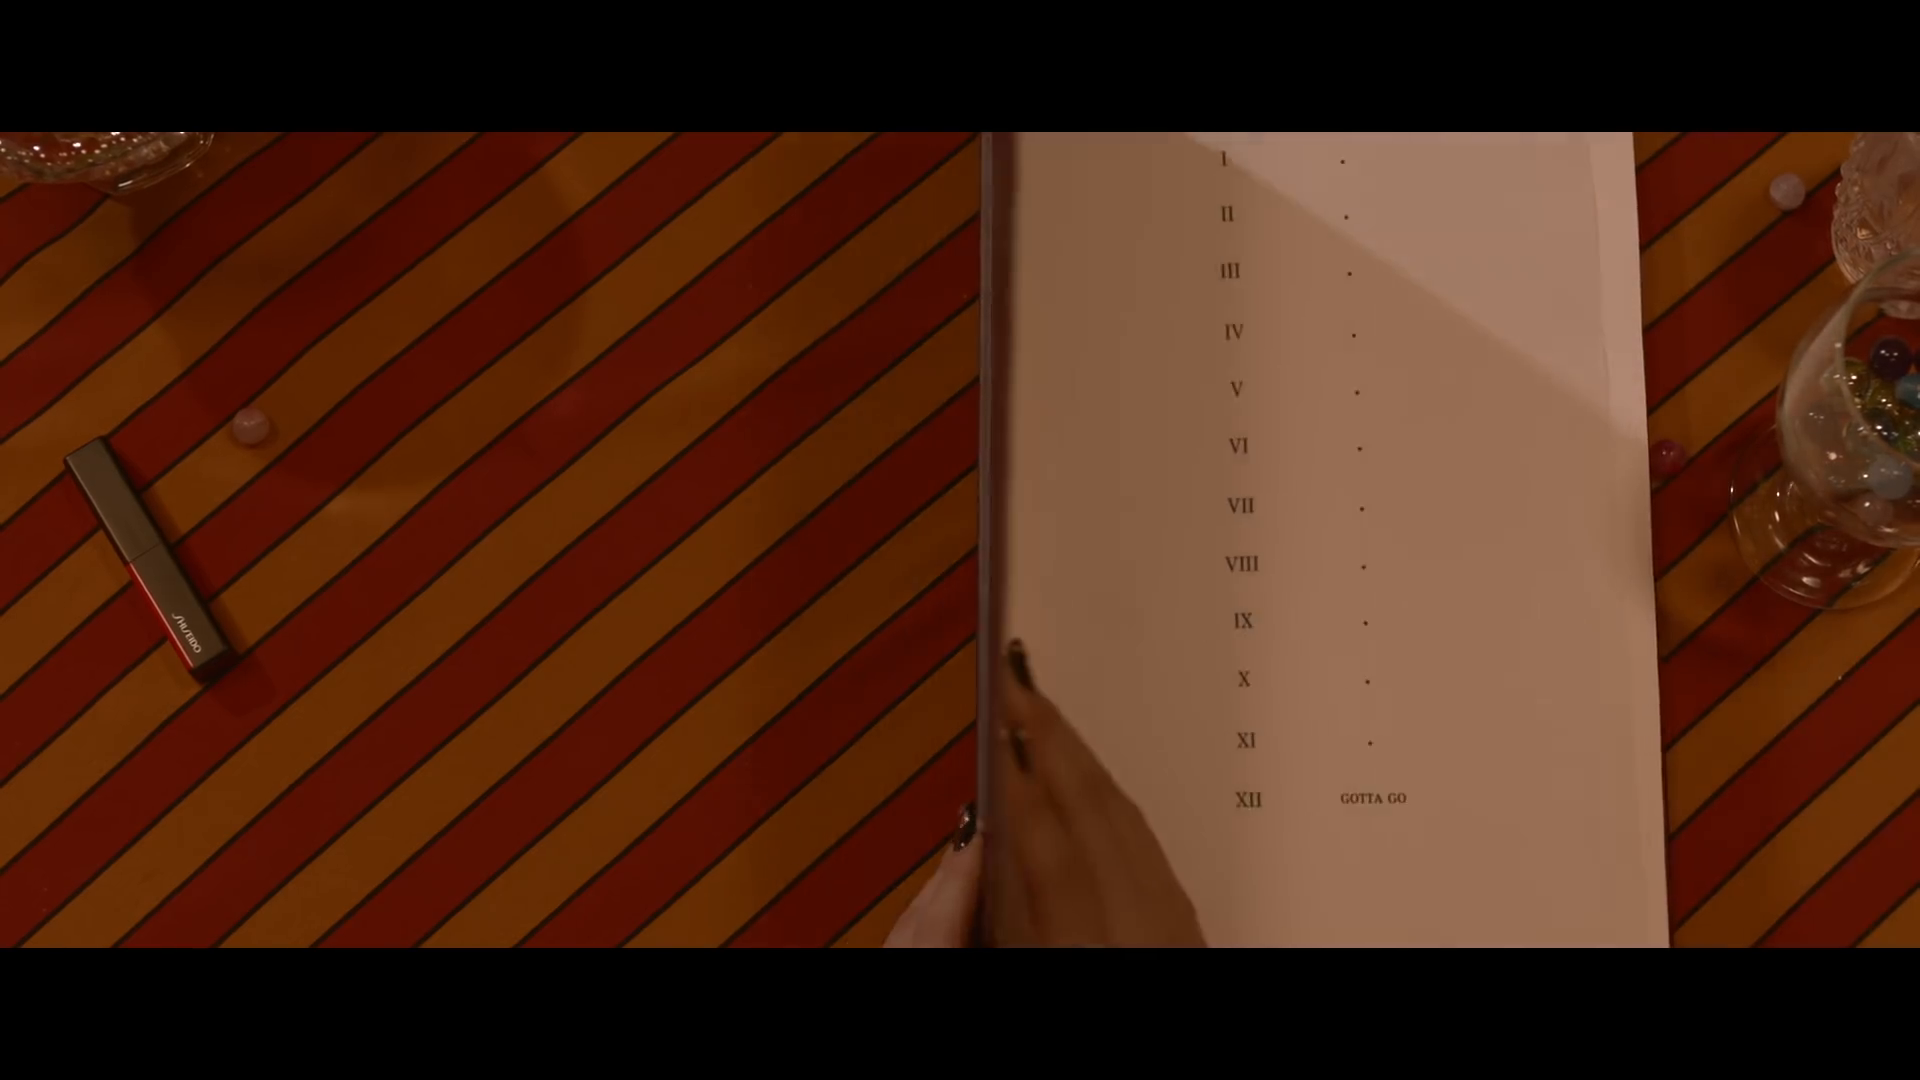 I .
II .
III .
IV .
V .
VI .
VII .
VIII .
IX .
X .
XI .
XII GOTTA GO
SHISEIDO